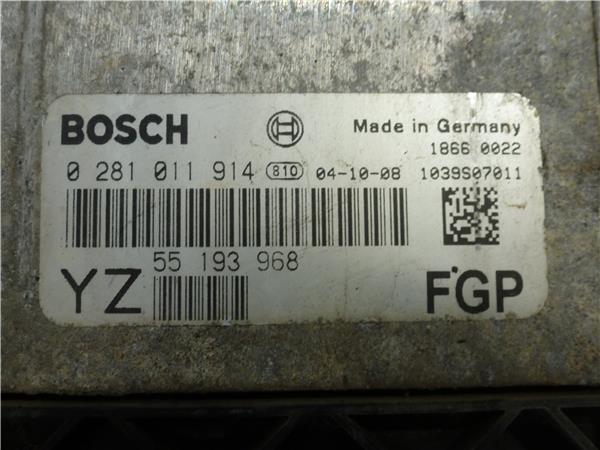 BOSCH Made in Germany
1866 0022
0 281 011 914 810 04-10-08 1039S07011
55 193 968
YZ FGP